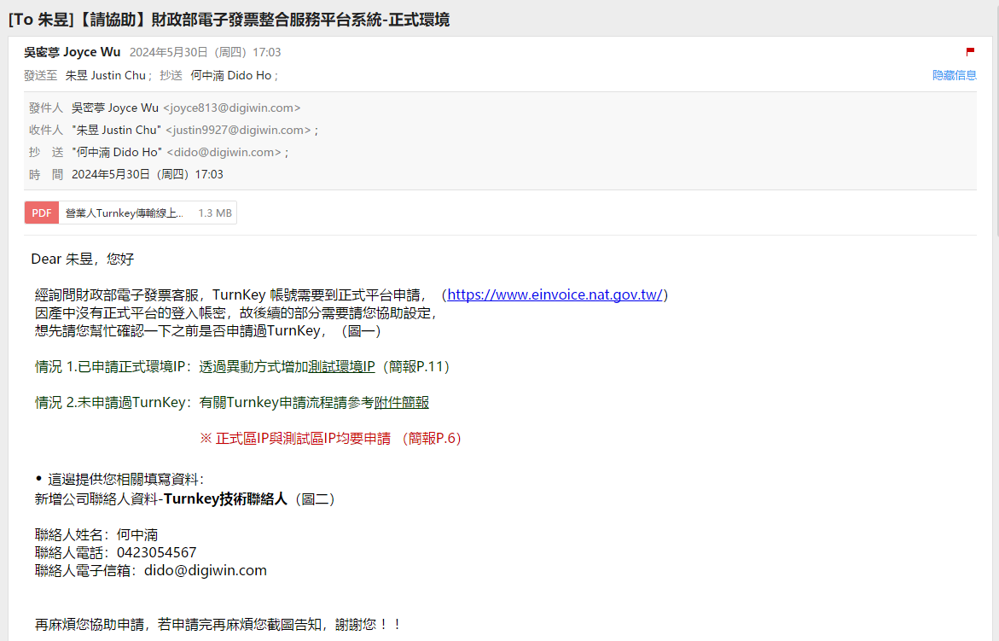 [To 朱昱]【請協助】財政部電子發票整合服務平台系統-正式環境
吳密葶 Joyce Wu 2024年5月30日（周四）17:03
發送至 朱昱 Justin Chu ; 抄送 何中湳 Dido Ho ;
隐藏信息
發件人 吳密葶 Joyce Wu <joyce813@digiwin.com>
收件人 "朱昱 Justin Chu" <justin9927@digiwin.com> ;
抄 送 "何中湳 Dido Ho" <dido@digiwin.com> ;
時 間 2024年5月30日（周四）17:03
PDF 營業人Turnkey傳輸線上... 1.3 MB
Dear 朱昱，您好
經詢問財政部電子發票客服，TurnKey 帳號需要到正式平台申請，（https://www.einvoice.nat.gov.tw/）
因產中沒有正式平台的登入帳密，故後續的部分需要請您協助設定，
想先請您幫忙確認一下之前是否申請過TurnKey，（圖一）
情況 1.已申請正式環境IP：透過異動方式增加測試環境IP（簡報P.11）
情況 2.未申請過TurnKey：有關Turnkey申請流程請參考附件簡報
※ 正式區IP與測試區IP均要申請 （簡報P.6）
• 這邊提供您相關填寫資料：
新增公司聯絡人資料-Turnkey技術聯絡人（圖二）
聯絡人姓名：何中湳
聯絡人電話：0423054567
聯絡人電子信箱：dido@digiwin.com
再麻煩您協助申請，若申請完再麻煩您截圖告知，謝謝您！！